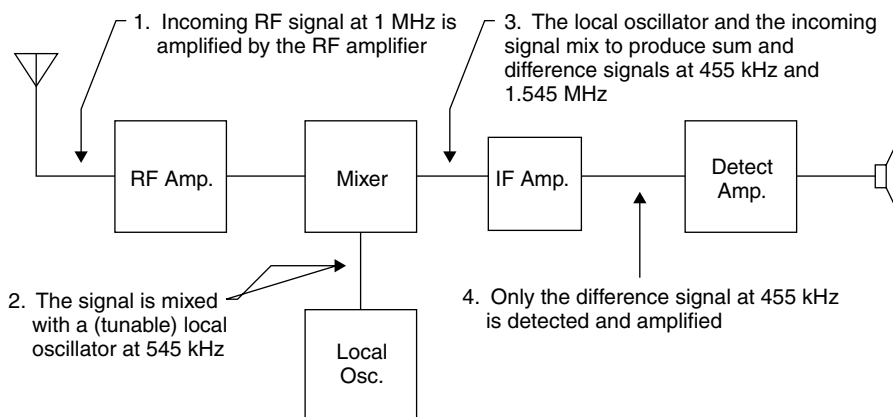 1. Incoming RF signal at 1 MHz is
amplified by the RF amplifier
3. The local oscillator and the incoming
signal mix to produce sum and
difference signals at 455 kHz and
1.545 MHz
RF Amp.
Mixer
IF Amp.
Detect
Amp.
2. The signal is mixed
with a (tunable) local
oscillator at 545 kHz
Local
Osc.
4. Only the difference signal at 455 kHz
is detected and amplified